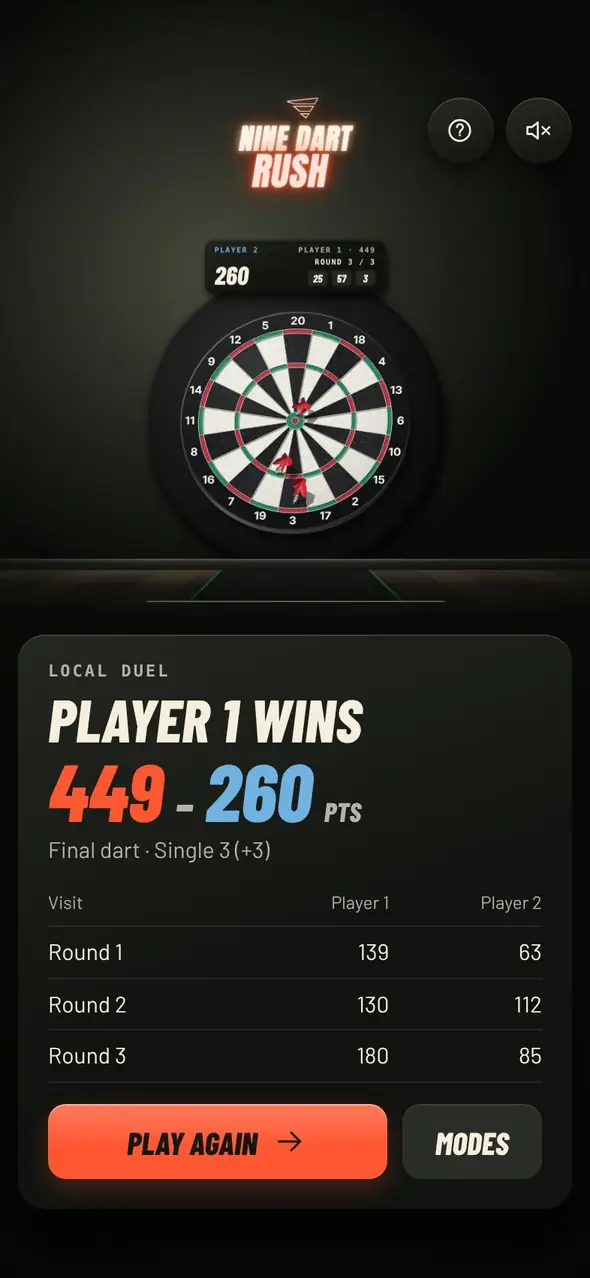 NINE DART
RUSH
PLAYER 2
PLAYER 1 · 449
ROUND 3 / 3
260
25 57 3
20
5 1
12 18
9 4
14 13
11 6
8 10
16 15
7 2
19 17
3
LOCAL DUEL
PLAYER 1 WINS
449 – 260 PTS
Final dart · Single 3 (+3)
Visit Player 1 Player 2
Round 1 139 63
Round 2 130 112
Round 3 180 85
PLAY AGAIN →
MODES